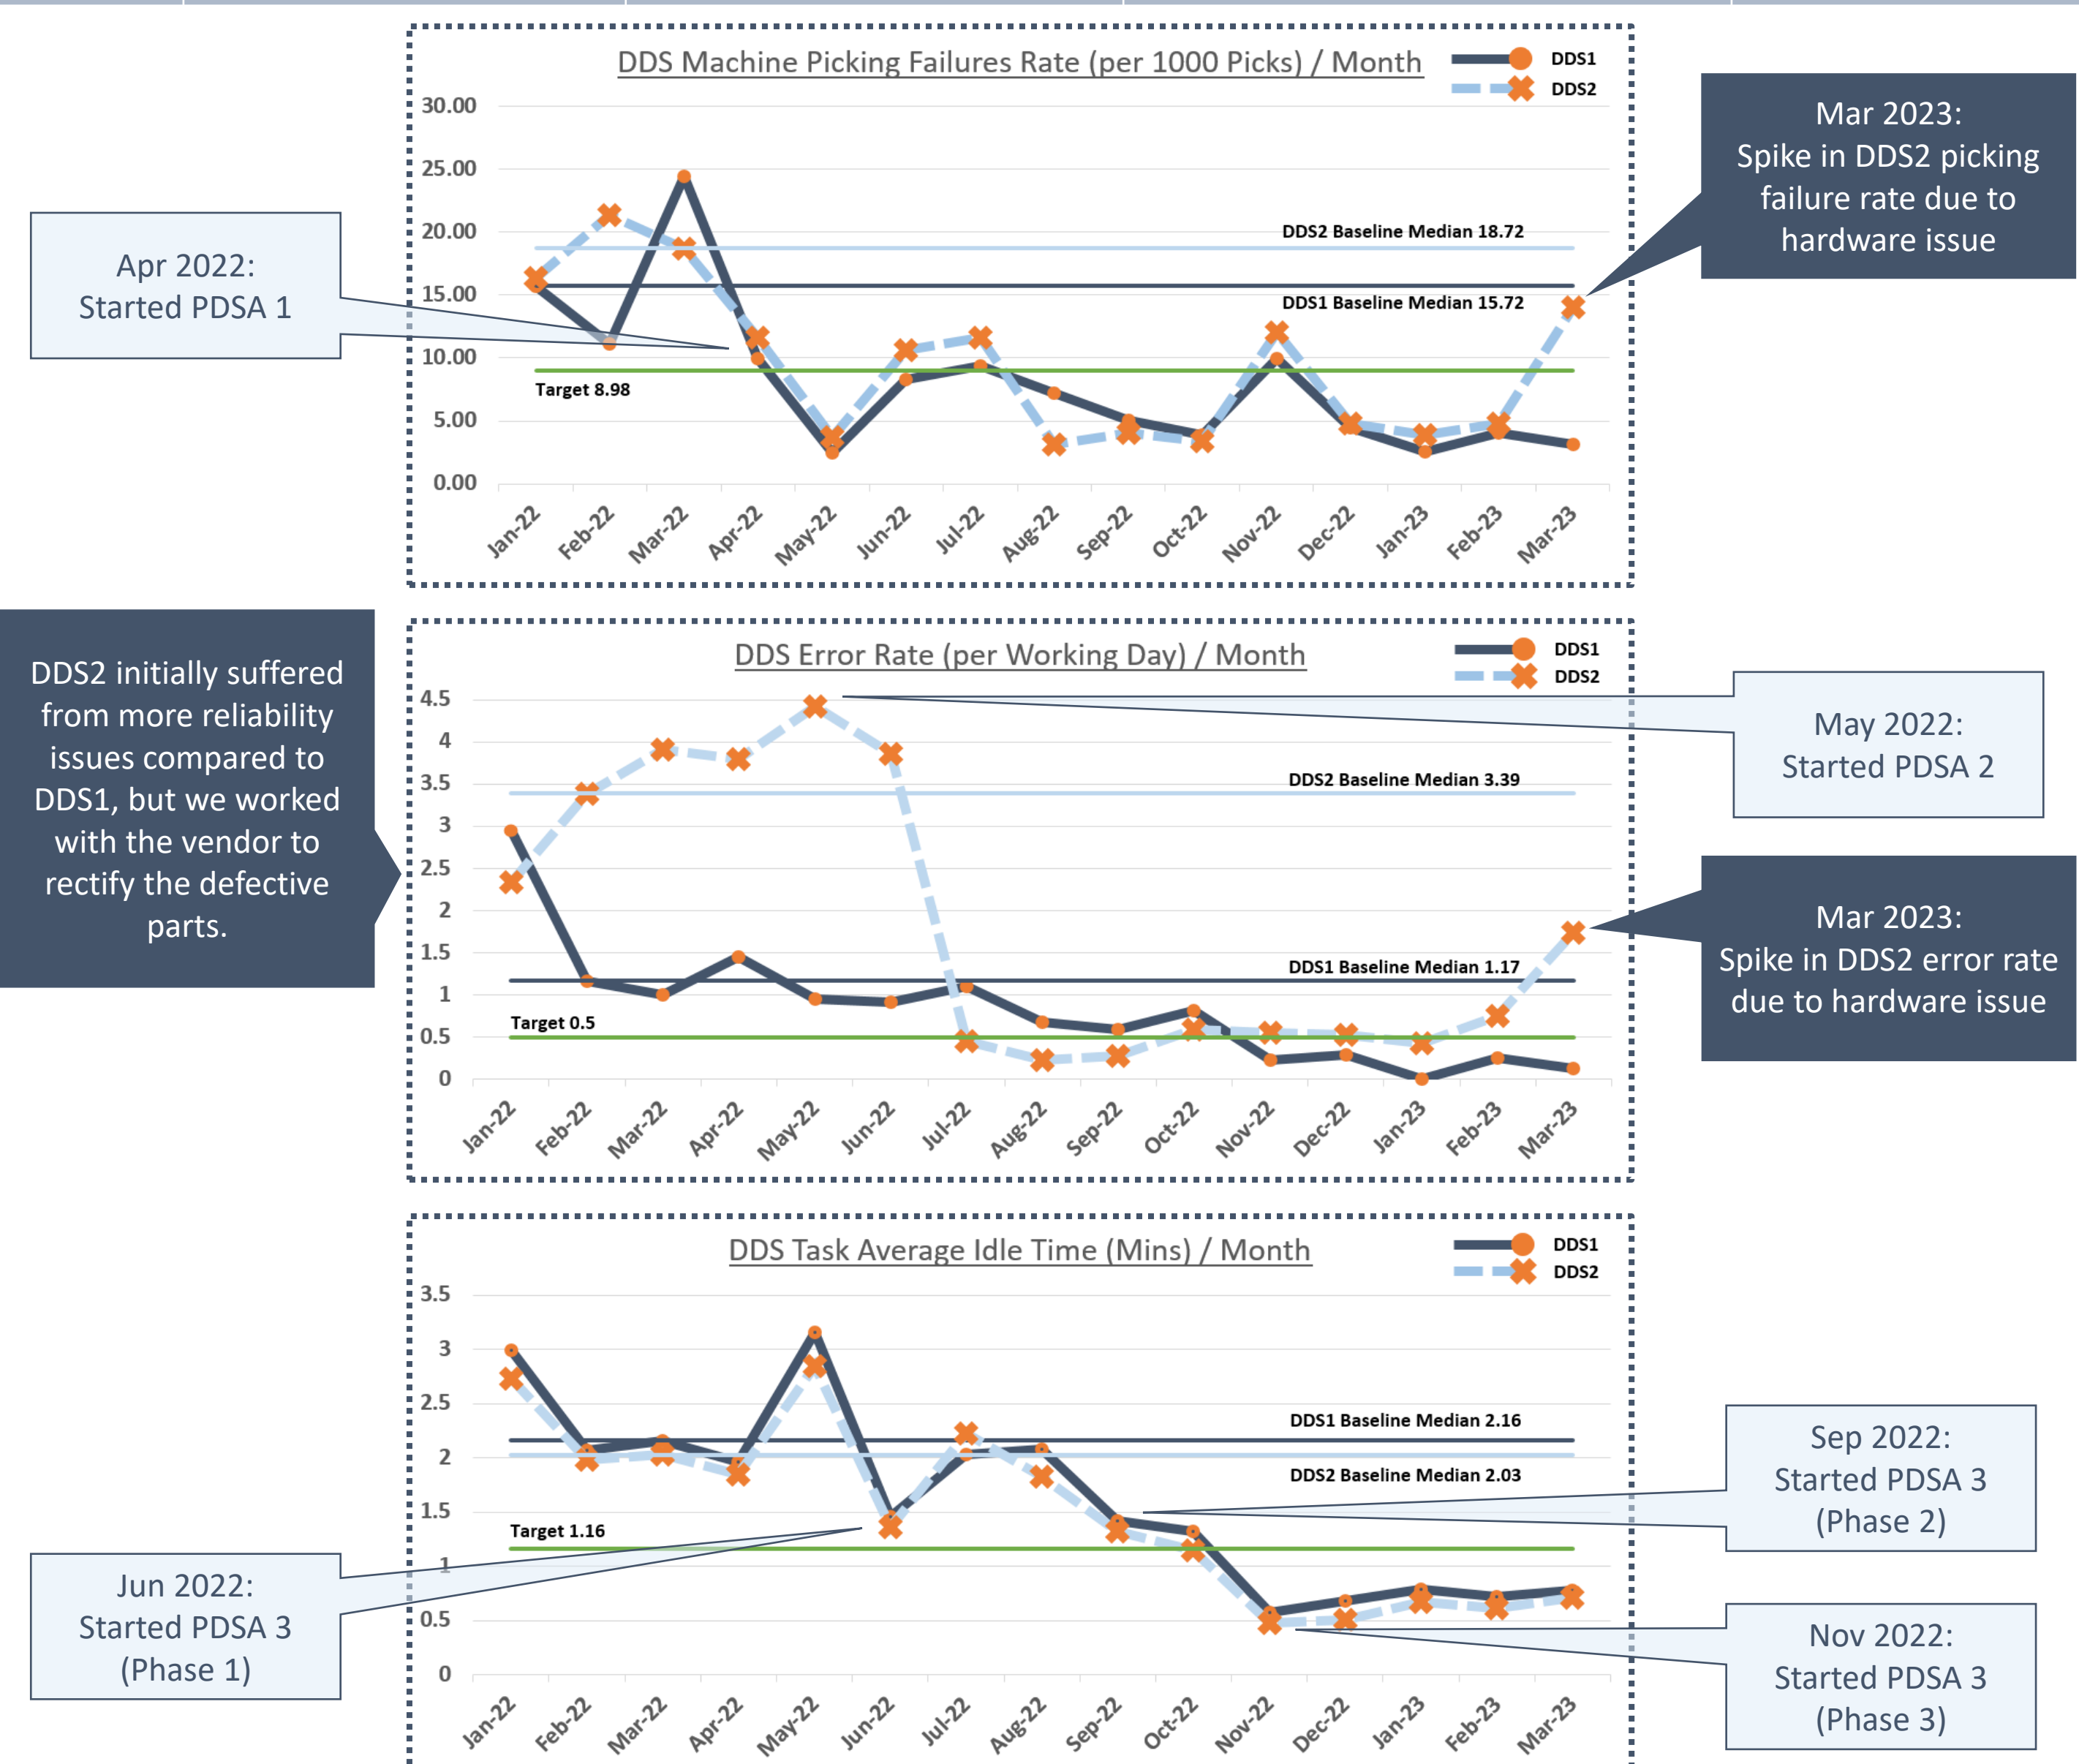 DDS Machine Picking Failures Rate (per 1000 Picks) / Month
DDS1
DDS2
30.00
25.00
20.00
15.00
10.00
5.00
0.00
DDS2 Baseline Median 18.72
DDS1 Baseline Median 15.72
Target 8.98
Jan-22
Feb-22
Mar-22
Apr-22
May-22
Jun-22
Jul-22
Aug-22
Sep-22
Oct-22
Nov-22
Dec-22
Jan-23
Feb-23
Mar-23
Apr 2022:
Started PDSA 1
Mar 2023:
Spike in DDS2 picking
failure rate due to
hardware issue
DDS2 initially suffered
from more reliability
issues compared to
DDS1, but we worked
with the vendor to
rectify the defective
parts.
DDS Error Rate (per Working Day) / Month
DDS1
DDS2
4.5
4
3.5
3
2.5
2
1.5
1
0.5
0
DDS2 Baseline Median 3.39
DDS1 Baseline Median 1.17
Target 0.5
Jan-22
Feb-22
Mar-22
Apr-22
May-22
Jun-22
Jul-22
Aug-22
Sep-22
Oct-22
Nov-22
Dec-22
Jan-23
Feb-23
Mar-23
May 2022:
Started PDSA 2
Mar 2023:
Spike in DDS2 error rate
due to hardware issue
DDS Task Average Idle Time (Mins) / Month
DDS1
DDS2
3.5
3
2.5
2
1.5
1
0.5
0
DDS1 Baseline Median 2.16
DDS2 Baseline Median 2.03
Target 1.16
Jan-22
Feb-22
Mar-22
Apr-22
May-22
Jun-22
Jul-22
Aug-22
Sep-22
Oct-22
Nov-22
Dec-22
Jan-23
Feb-23
Mar-23
Jun 2022:
Started PDSA 3
(Phase 1)
Sep 2022:
Started PDSA 3
(Phase 2)
Nov 2022:
Started PDSA 3
(Phase 3)